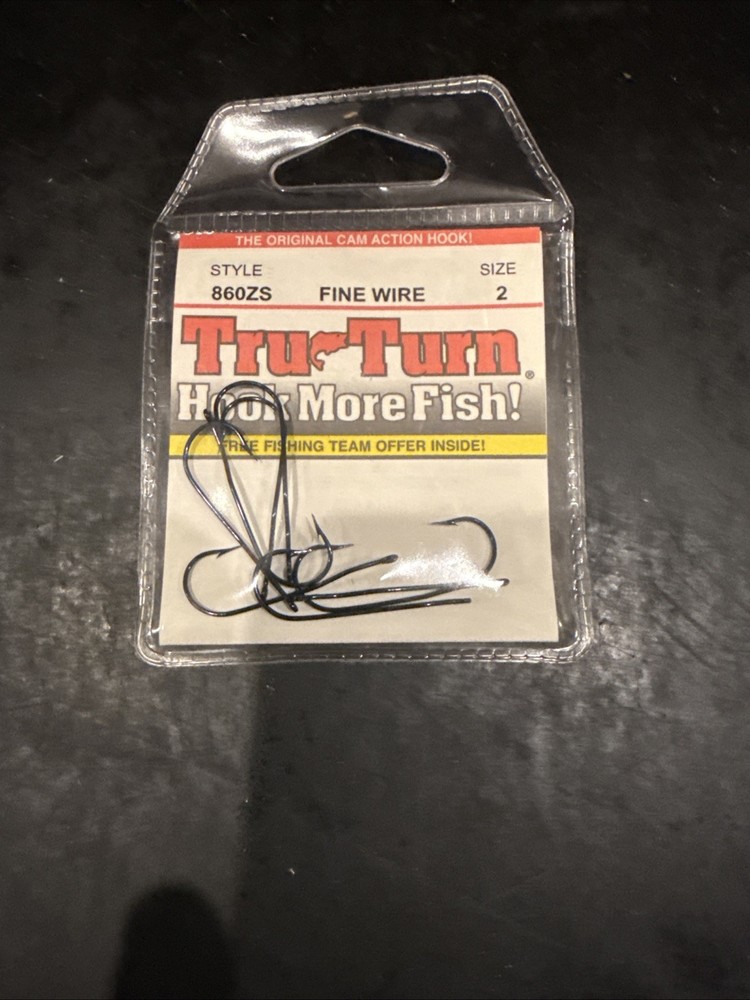 THE ORIGINAL CAM ACTION HOOK!
STYLE SIZE
860ZS FINE WIRE 2
Tru Turn®
Hook More Fish!
FREE FISHING TEAM OFFER INSIDE!